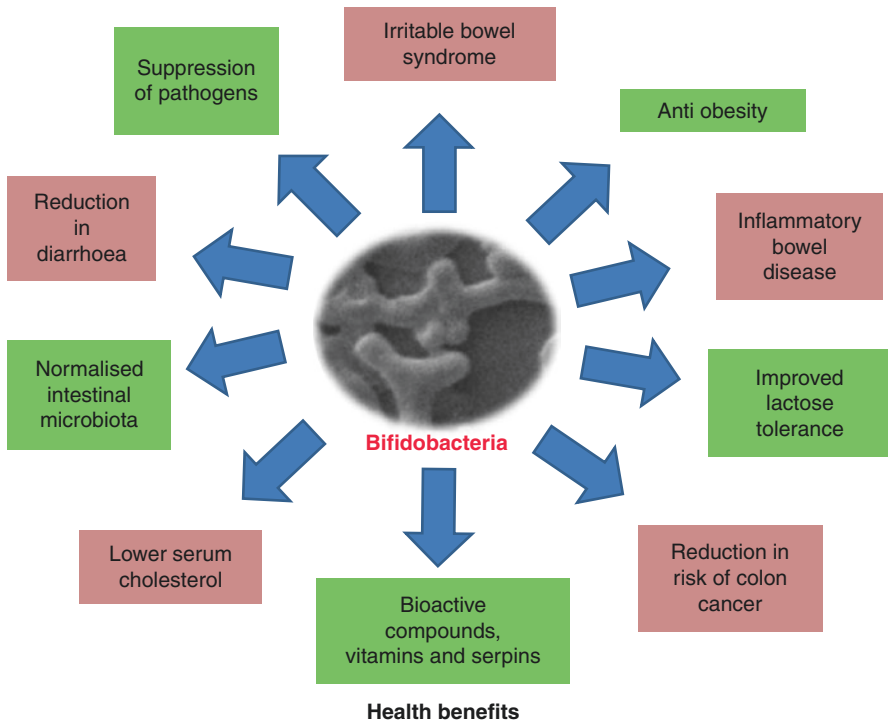 Irritable bowel
syndrome
Suppression
of pathogens
Anti obesity
Reduction
in
diarrhoea
Inflammatory
bowel
disease
Normalised
intestinal
microbiota
Improved
lactose
tolerance
Bifidobacteria
Lower serum
cholesterol
Reduction in
risk of colon
cancer
Bioactive
compounds,
vitamins and serpins
Health benefits